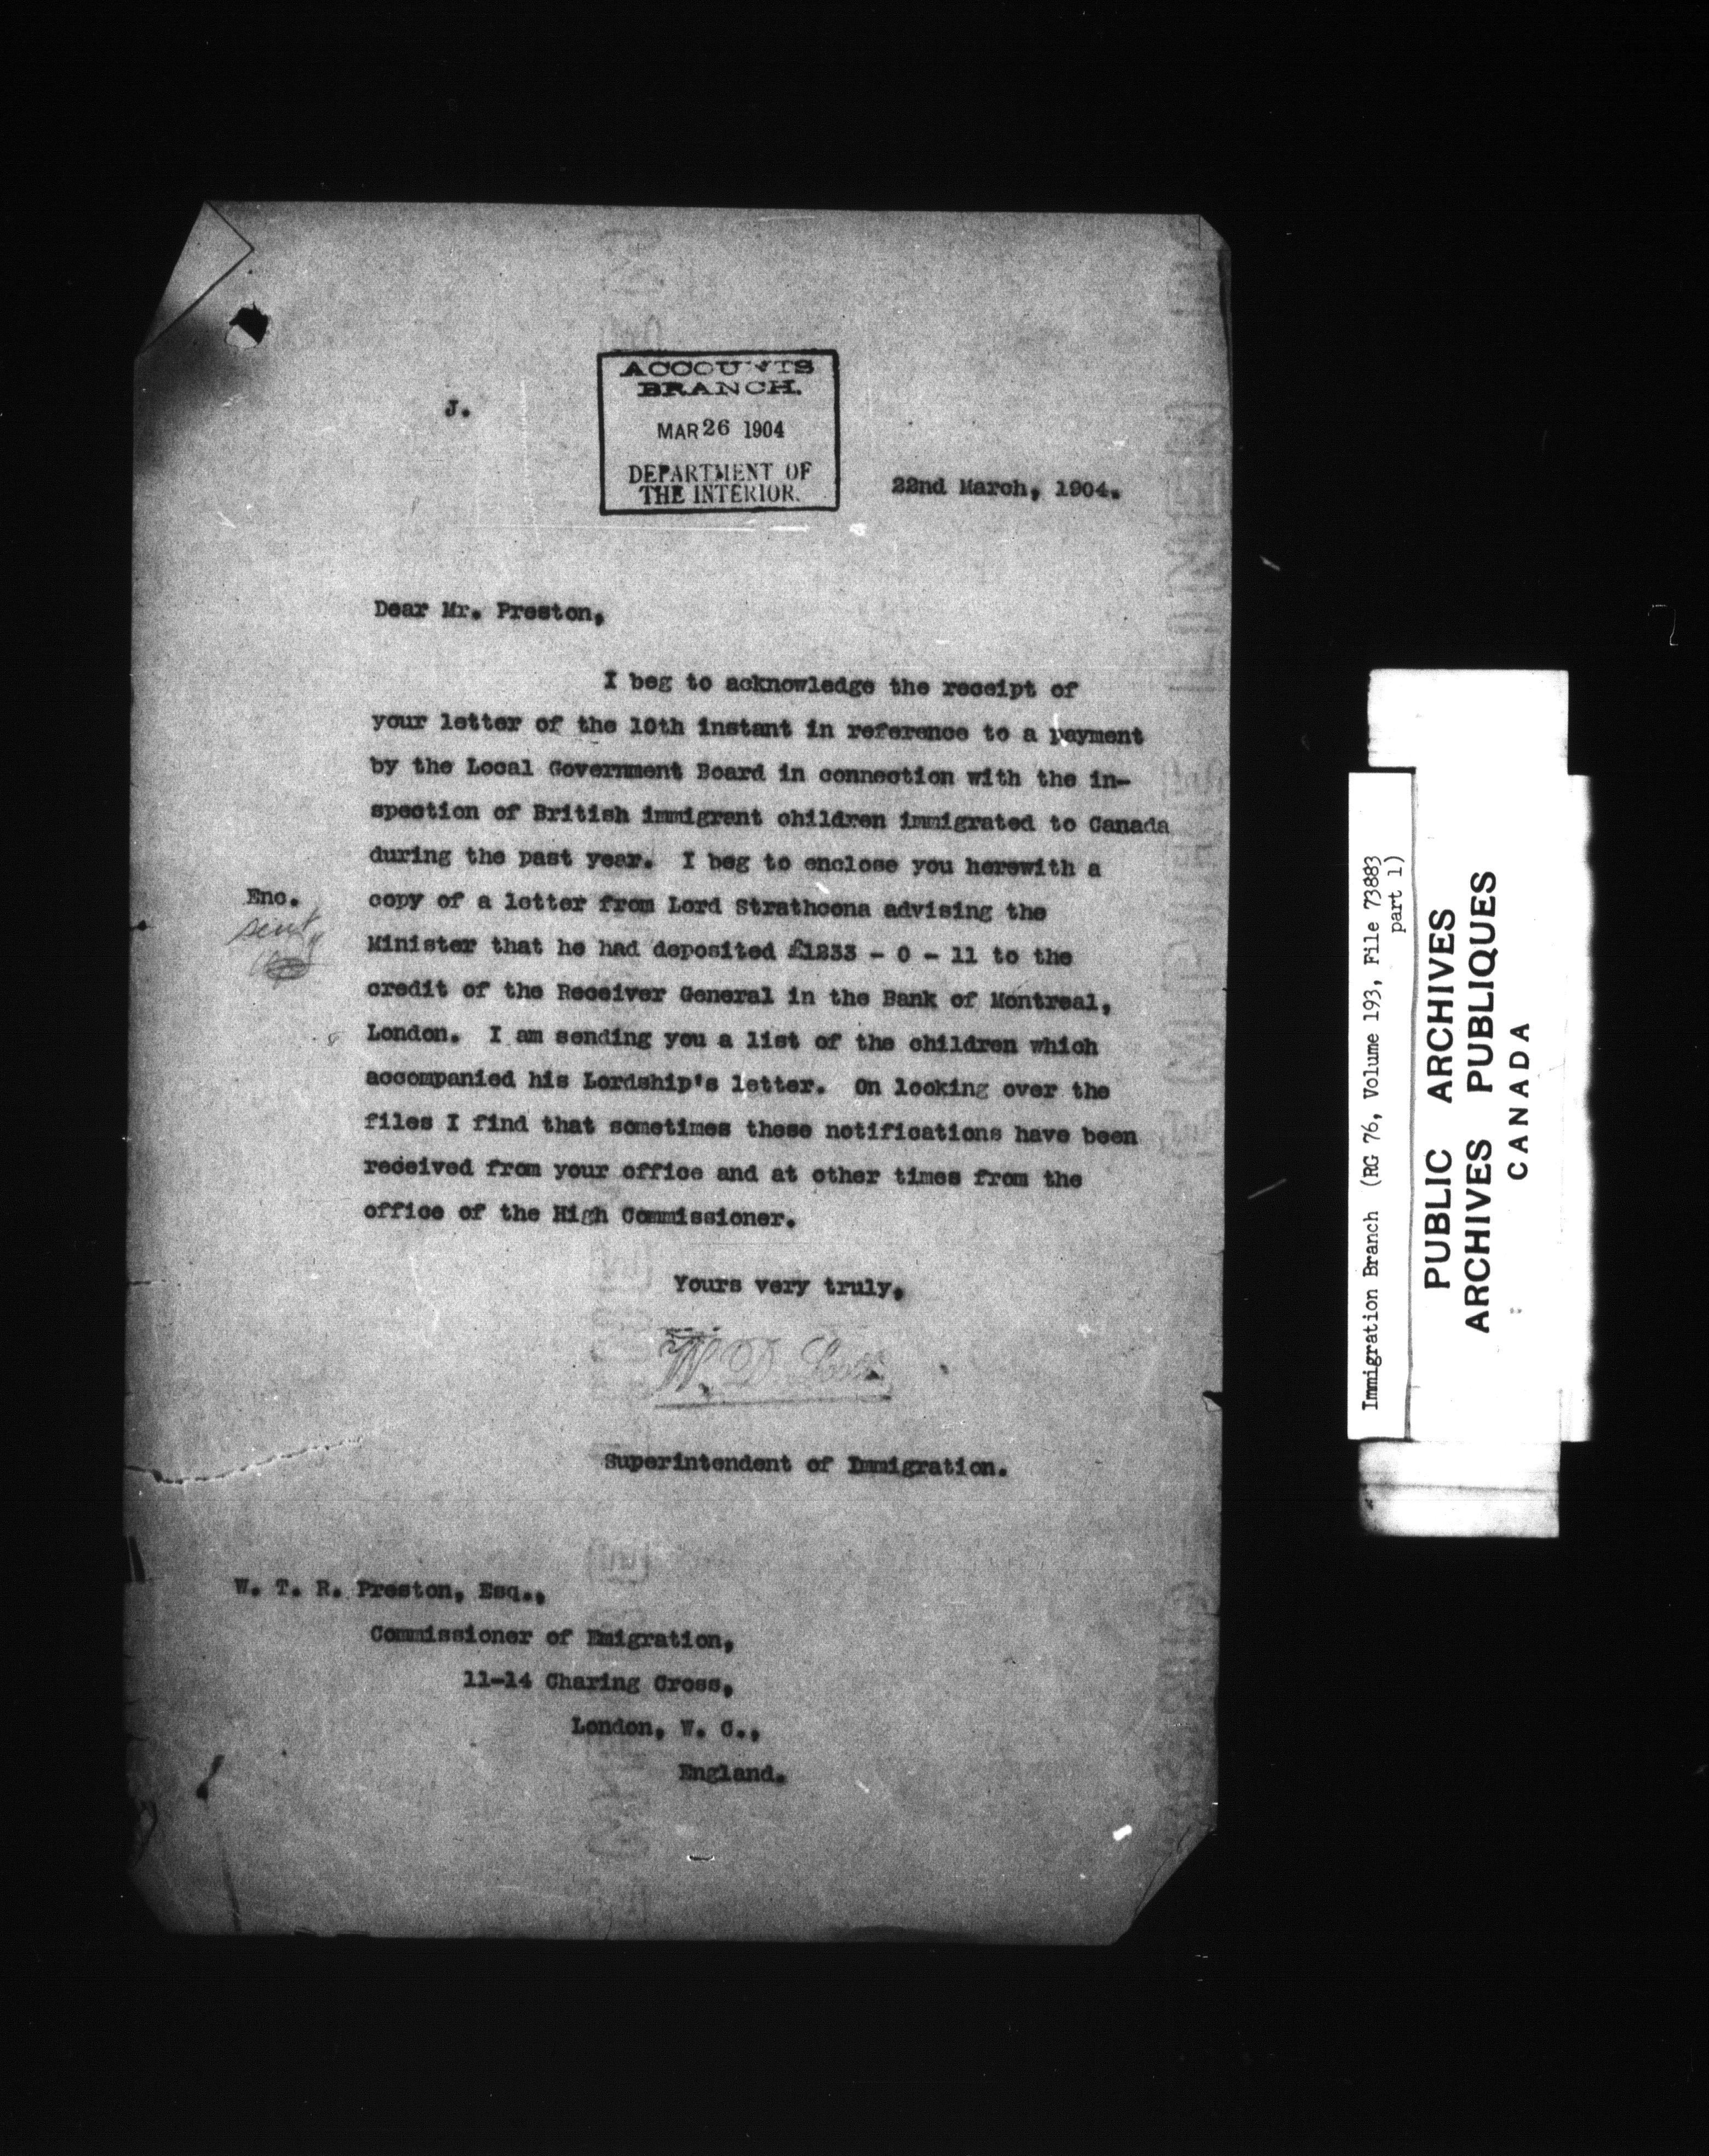 J.
ACCOUNTS
BRANCH.
MAR 26 1904
DEPARTMENT OF
THE INTERIOR.
22nd March, 1904.
Dear Mr. Preston,
I beg to acknowledge the receipt of
your letter of the 10th instant in reference to a payment
by the Local Government Board in connection with the in-
spection of British immigrant children immigrated to Canada
during the past year. I beg to enclose you herewith a
Enc.
copy of a letter from Lord Strathcona advising the
sent
Minister that he had deposited £1233 - 0 - 11 to the
credit of the Receiver General in the Bank of Montreal,
London. I am sending you a list of the children which
accompanied his Lordship's letter. On looking over the
files I find that sometimes these notifications have been
received from your office and at other times from the
office of the High Commissioner.
Yours very truly,
W. D. Scott
Superintendent of Immigration.
W. T. R. Preston, Esq.,
Commissioner of Emigration,
11-14 Charing Cross,
London, W. C.,
England.
Immigration Branch (RG 76, Volume 193, File 73883
part 1)
PUBLIC ARCHIVES
ARCHIVES PUBLIQUES
CANADA